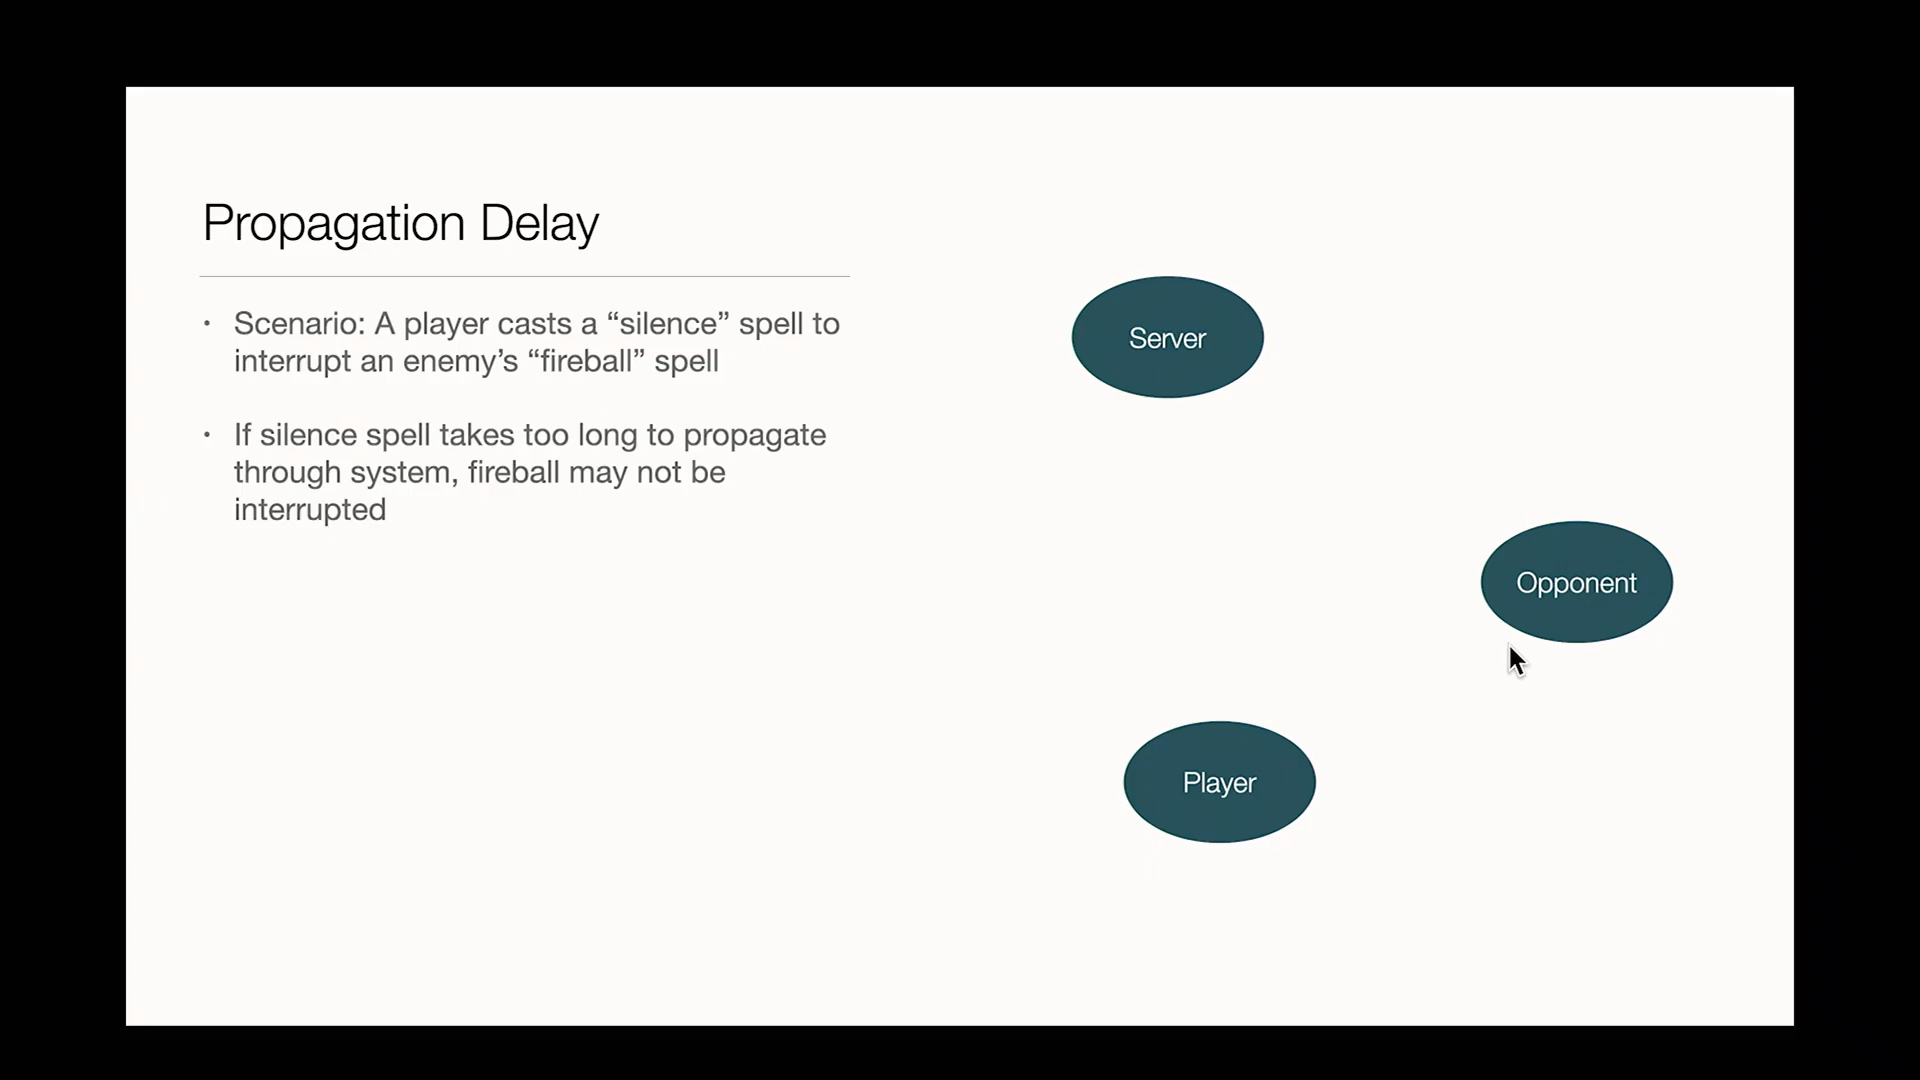 Propagation Delay
• Scenario: A player casts a “silence” spell to
interrupt an enemy’s “fireball” spell
• If silence spell takes too long to propagate
through system, fireball may not be
interrupted
Server
Opponent
Player